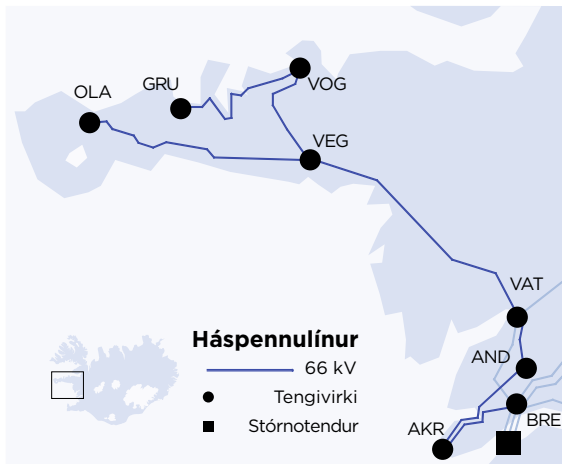 VOG
GRU
OLA
VEG
VAT
Háspennulínur
66 kV
Tengivirki
Stórnotendur
AND
BRE
AKR